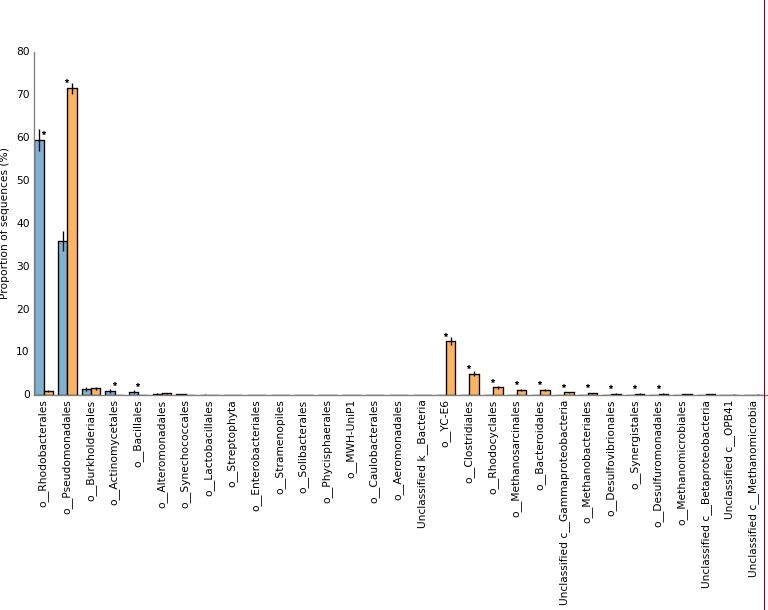 80
70
60
50
40
30
20
10
0
Proportion of sequences (%)
* * * * * * * * * * * * * *
o__Rhodobacterales
o__Pseudomonadales
o__Burkholderiales
o__Actinomycetales
o__Bacillales
o__Alteromonadales
o__Synechococcales
o__Lactobacillales
o__Streptophyta
o__Enterobacteriales
o__Stramenopiles
o__Solibacterales
o__Phycisphaerales
o__MWH-UniP1
o__Caulobacterales
o__Aeromonadales
Unclassified k__Bacteria
o__YC-E6
o__Clostridiales
o__Rhodocyclales
o__Methanosarcinales
o__Bacteroidales
Unclassified c__Gammaproteobacteria
o__Methanobacteriales
o__Desulfovibrionales
o__Synergistales
o__Desulfuromonadales
o__Methanomicrobiales
Unclassified c__Betaproteobacteria
Unclassified c__OPB41
Unclassified c__Methanomicrobia